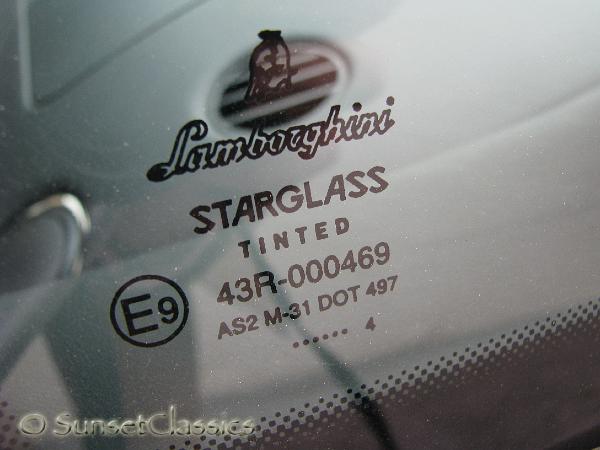 Lamborghini
STARGLASS
TINTED
E9
43R-000469
AS2 M-31 DOT 497
...... 4
© SunsetClassics